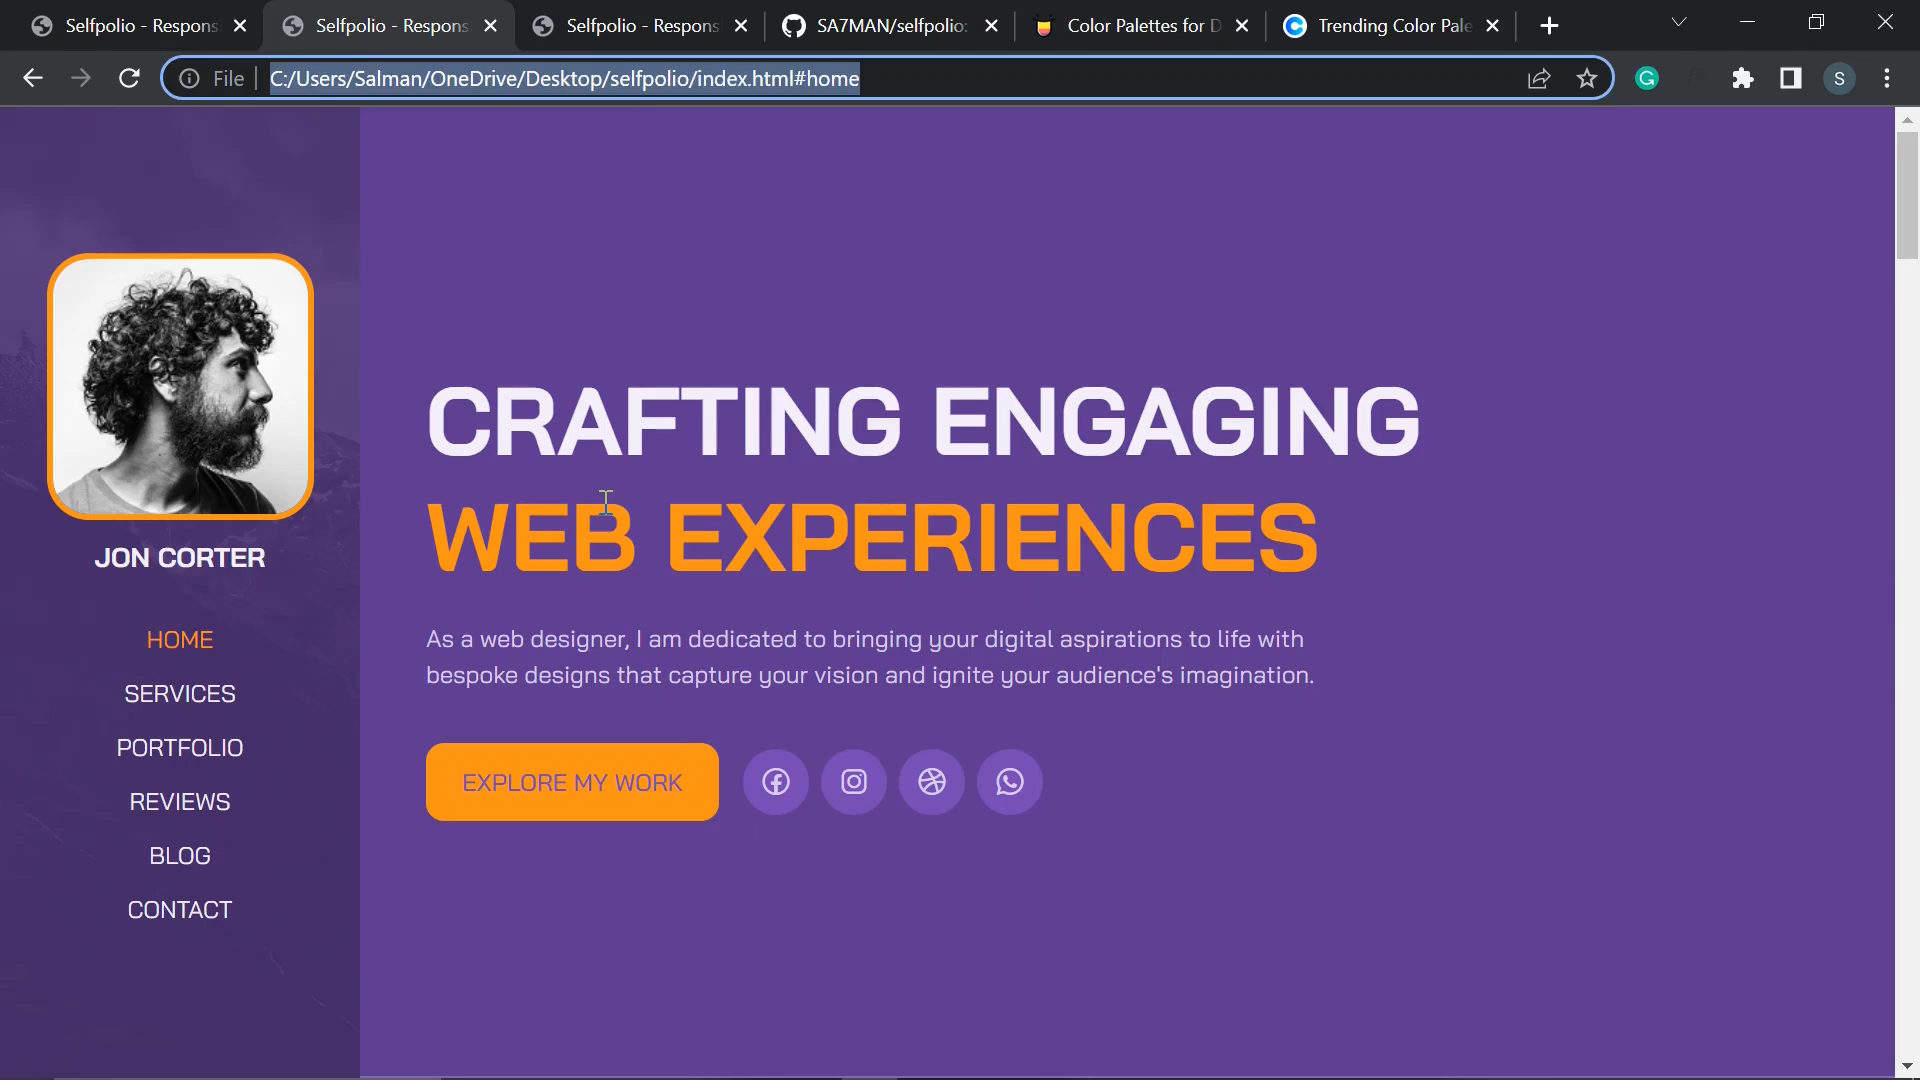 Selfpolio - Respons
Selfpolio - Respons
Selfpolio - Respons
SA7MAN/selfpolio:
Color Palettes for D
Trending Color Pale
File
C:/Users/Salman/OneDrive/Desktop/selfpolio/index.html#home
S
JON CORTER
HOME
SERVICES
PORTFOLIO
REVIEWS
BLOG
CONTACT
CRAFTING ENGAGING
WEB EXPERIENCES
As a web designer, I am dedicated to bringing your digital aspirations to life with
bespoke designs that capture your vision and ignite your audience's imagination.
EXPLORE MY WORK